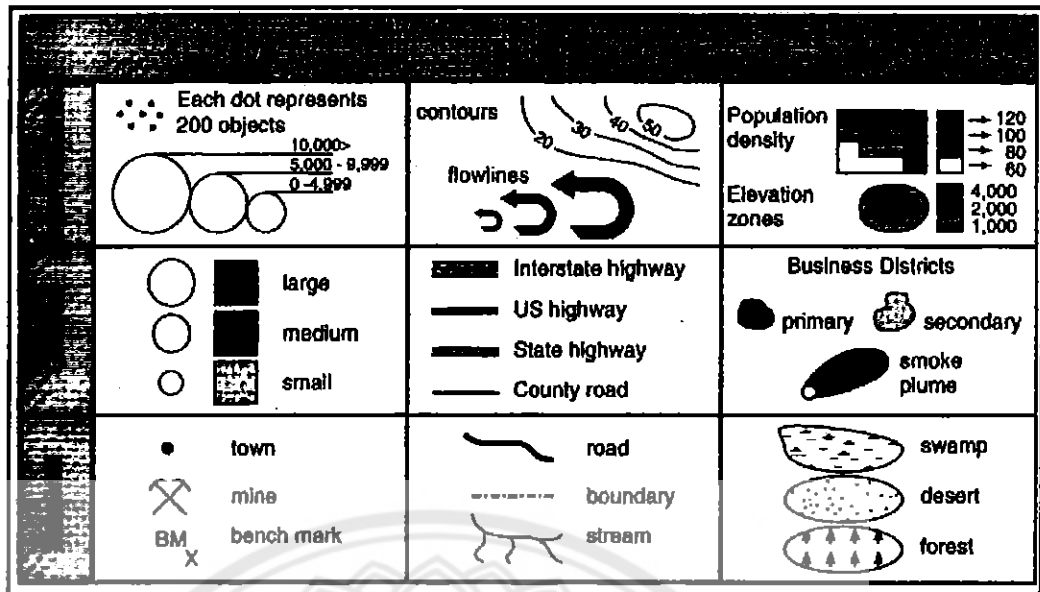 Each dot represents
200 objects
10,000>
5,000 - 9,999
0 -4,999
contours
20
30
40
50
flowlines
Population
density
120
100
80
60
Elevation
zones
4,000
2,000
1,000
large
medium
small
Interstate highway
US highway
State highway
County road
Business Districts
primary
secondary
smoke
plume
town
mine
BM
X
bench mark
road
boundary
stream
swamp
desert
forest